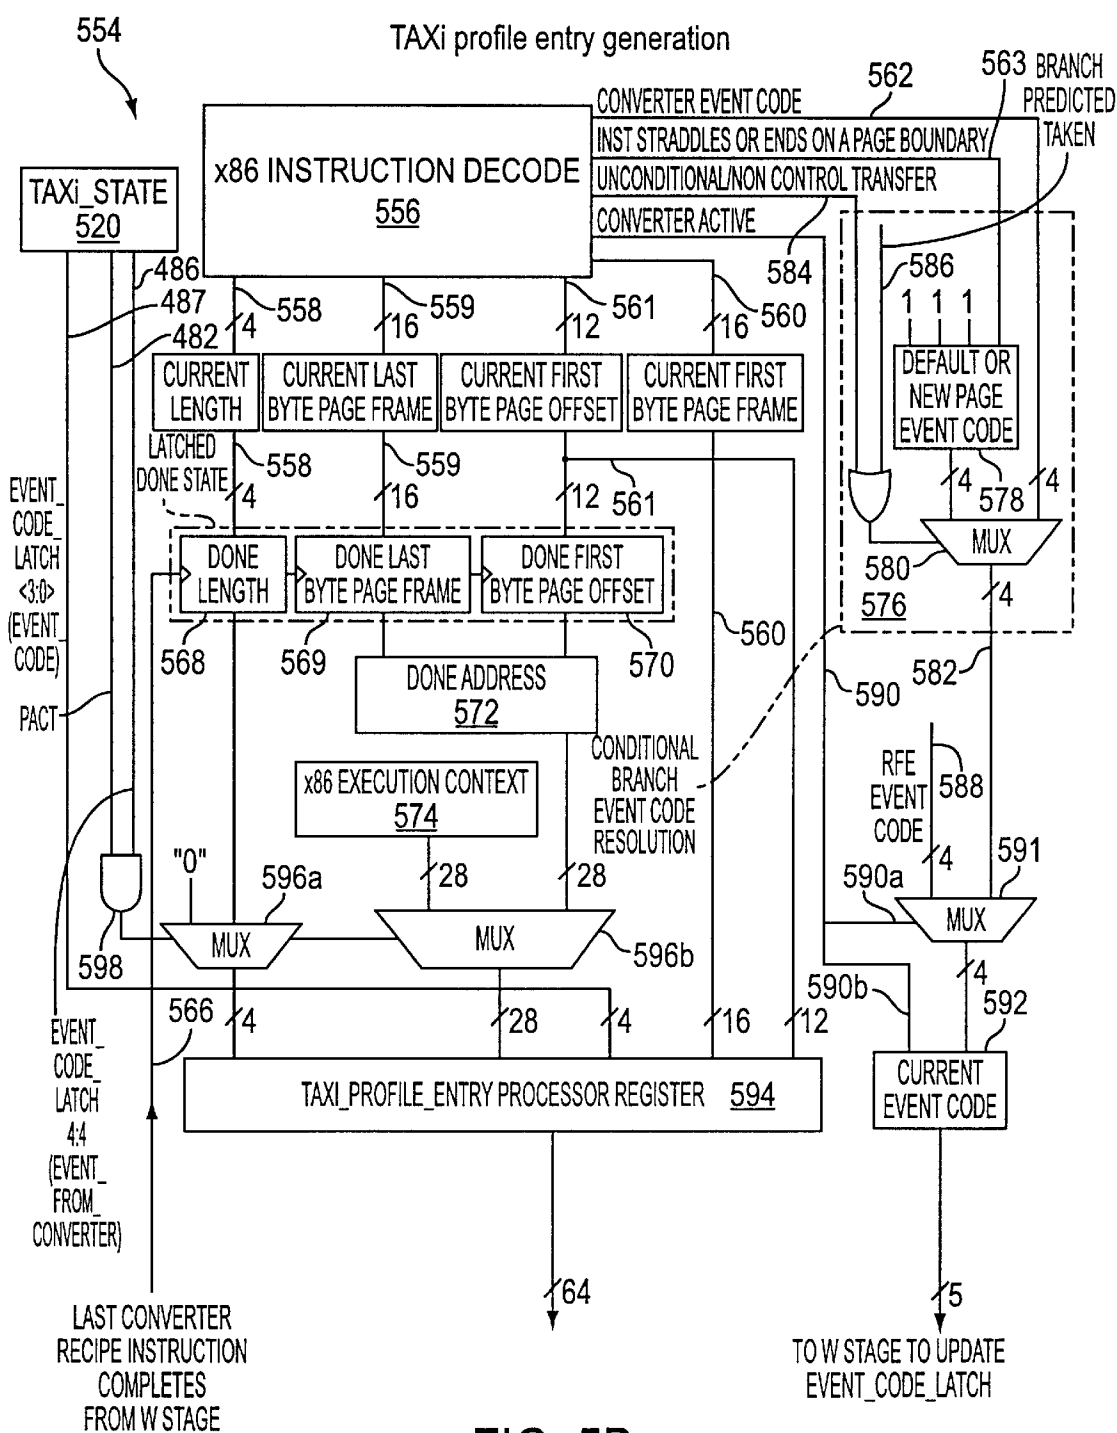 554
TAXi profile entry generation
562
563 BRANCH
PREDICTED
TAKEN
CONVERTER EVENT CODE
INST STRADDLES OR ENDS ON A PAGE BOUNDARY
UNCONDITIONAL/NON CONTROL TRANSFER
CONVERTER ACTIVE
x86 INSTRUCTION DECODE
556
TAXi_STATE
520
486
487
482
558
559
561
560
584
586
4
16
12
16
1 1 1
CURRENT
LENGTH
CURRENT LAST
BYTE PAGE FRAME
CURRENT FIRST
BYTE PAGE OFFSET
CURRENT FIRST
BYTE PAGE FRAME
DEFAULT OR
NEW PAGE
EVENT CODE
LATCHED
DONE STATE
558
559
561
4
16
12
4
578
4
EVENT_
CODE_
LATCH
<3:0>
(EVENT_
CODE)
DONE
LENGTH
DONE LAST
BYTE PAGE FRAME
DONE FIRST
BYTE PAGE OFFSET
MUX
580
576
4
568
569
570
560
582
590
DONE ADDRESS
572
PACT
CONDITIONAL
BRANCH
EVENT CODE
RESOLUTION
x86 EXECUTION CONTEXT
574
RFE
EVENT
CODE
588
"0"
596a
28
28
4
591
590a
MUX
MUX
MUX
598
596b
590b
4
592
566
4
28
4
16
12
EVENT_
CODE_
LATCH
4:4
(EVENT_
FROM_
CONVERTER)
TAXI_PROFILE_ENTRY PROCESSOR REGISTER 594
CURRENT
EVENT CODE
64
5
LAST CONVERTER
RECIPE INSTRUCTION
COMPLETES
FROM W STAGE
TO W STAGE TO UPDATE
EVENT_CODE_LATCH